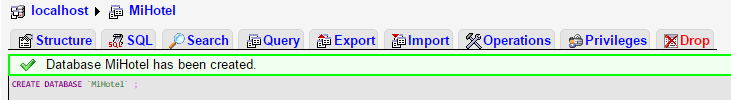 localhost MiHotel
Structure SQL Search Query Export Import Operations Privileges Drop
Database MiHotel has been created.
CREATE DATABASE `MiHotel` ;